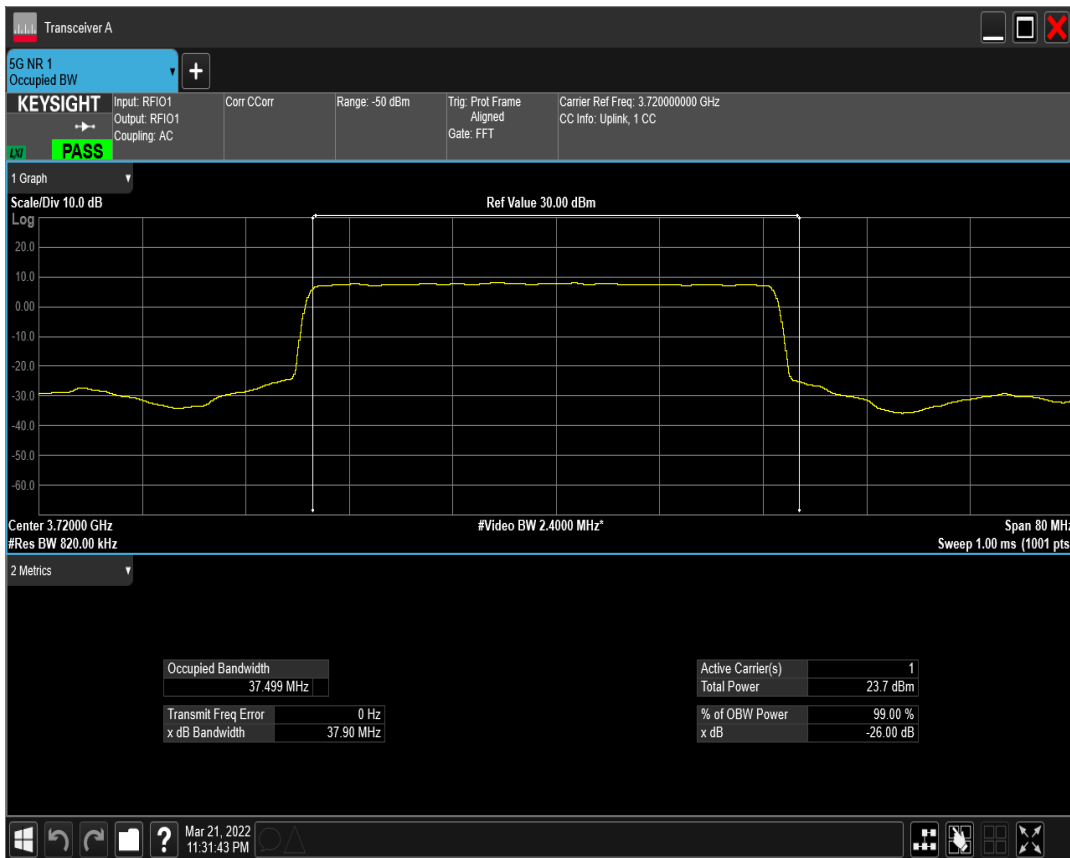 Transceiver A
5G NR 1
Occupied BW
+
KEYSIGHT
LXI
PASS
Input: RFIO1
Output: RFIO1
Coupling: AC
Corr CCorr
Range: -50 dBm
Trig: Prot Frame
Aligned
Gate: FFT
Carrier Ref Freq: 3.720000000 GHz
CC Info: Uplink, 1 CC
1 Graph
Scale/Div 10.0 dB
Ref Value 30.00 dBm
Log
20.0
10.0
0.00
-10.0
-20.0
-30.0
-40.0
-50.0
-60.0
Center 3.72000 GHz
#Video BW 2.4000 MHz*
Span 80 MHz
#Res BW 820.00 kHz
Sweep 1.00 ms (1001 pts
2 Metrics
Occupied Bandwidth
37.499 MHz
Transmit Freq Error 0 Hz
x dB Bandwidth 37.90 MHz
Active Carrier(s) 1
Total Power 23.7 dBm
% of OBW Power 99.00 %
x dB -26.00 dB
?
Mar 21, 2022
11:31:43 PM